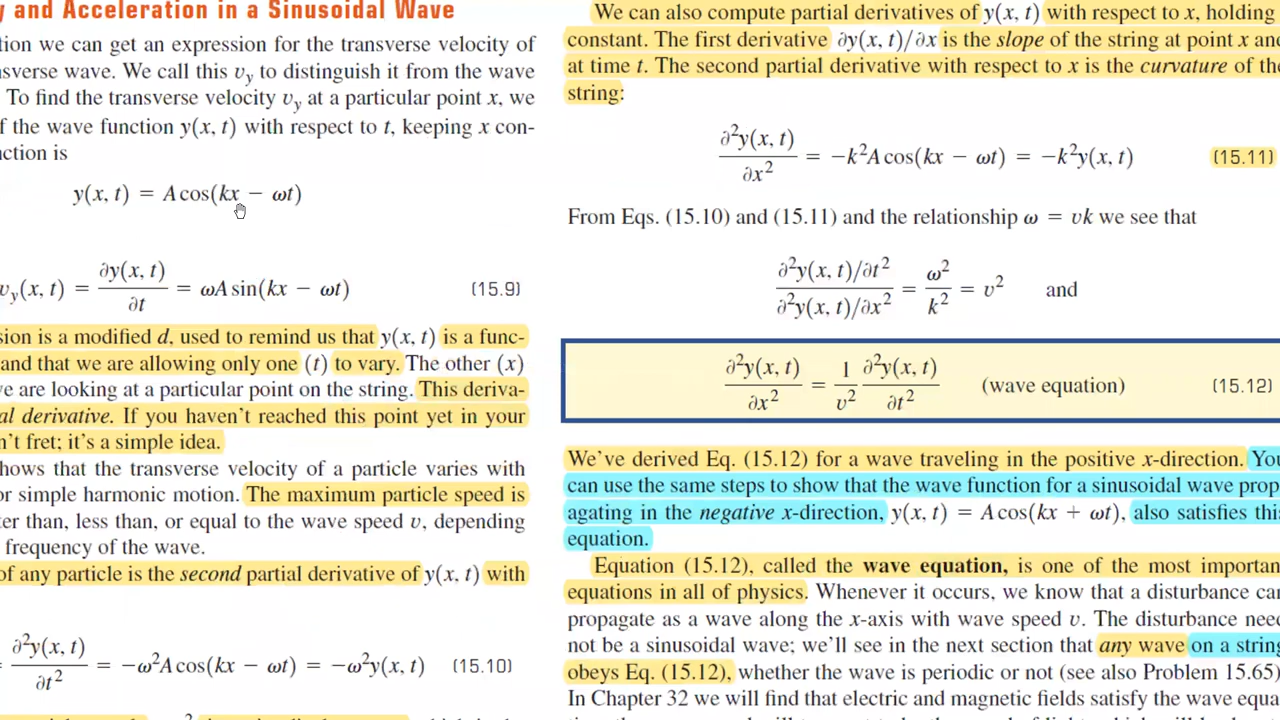 y and Acceleration in a Sinusoidal Wave
tion we can get an expression for the transverse velocity of
nsverse wave. We call this v_y to distinguish it from the wave
To find the transverse velocity v_y at a particular point x, we
f the wave function y(x, t) with respect to t, keeping x con-
nction is
y(x, t) = A cos(kx − ωt)
v_y(x, t) = ∂y(x, t)/∂t = ωA sin(kx − ωt) (15.9)
sion is a modified d, used to remind us that y(x, t) is a func-
and that we are allowing only one (t) to vary. The other (x)
e are looking at a particular point on the string. This deriva-
al derivative. If you haven't reached this point yet in your
n't fret; it's a simple idea.
hows that the transverse velocity of a particle varies with
or simple harmonic motion. The maximum particle speed is
ter than, less than, or equal to the wave speed v, depending
frequency of the wave.
of any particle is the second partial derivative of y(x, t) with
= ∂²y(x, t)/∂t² = −ω²A cos(kx − ωt) = −ω²y(x, t) (15.10)
We can also compute partial derivatives of y(x, t) with respect to x, holding
constant. The first derivative ∂y(x, t)/∂x is the slope of the string at point x and
at time t. The second partial derivative with respect to x is the curvature of the
string:
∂²y(x, t)/∂x² = −k²A cos(kx − ωt) = −k²y(x, t) (15.11)
From Eqs. (15.10) and (15.11) and the relationship ω = vk we see that
∂²y(x, t)/∂t² / ∂²y(x, t)/∂x² = ω²/k² = v² and
∂²y(x, t)/∂x² = 1/v² ∂²y(x, t)/∂t² (wave equation) (15.12)
We've derived Eq. (15.12) for a wave traveling in the positive x-direction. You
can use the same steps to show that the wave function for a sinusoidal wave prop
agating in the negative x-direction, y(x, t) = A cos(kx + ωt), also satisfies this
equation.
Equation (15.12), called the wave equation, is one of the most important
equations in all of physics. Whenever it occurs, we know that a disturbance can
propagate as a wave along the x-axis with wave speed v. The disturbance need
not be a sinusoidal wave; we'll see in the next section that any wave on a string
obeys Eq. (15.12), whether the wave is periodic or not (see also Problem 15.65).
In Chapter 32 we will find that electric and magnetic fields satisfy the wave equa